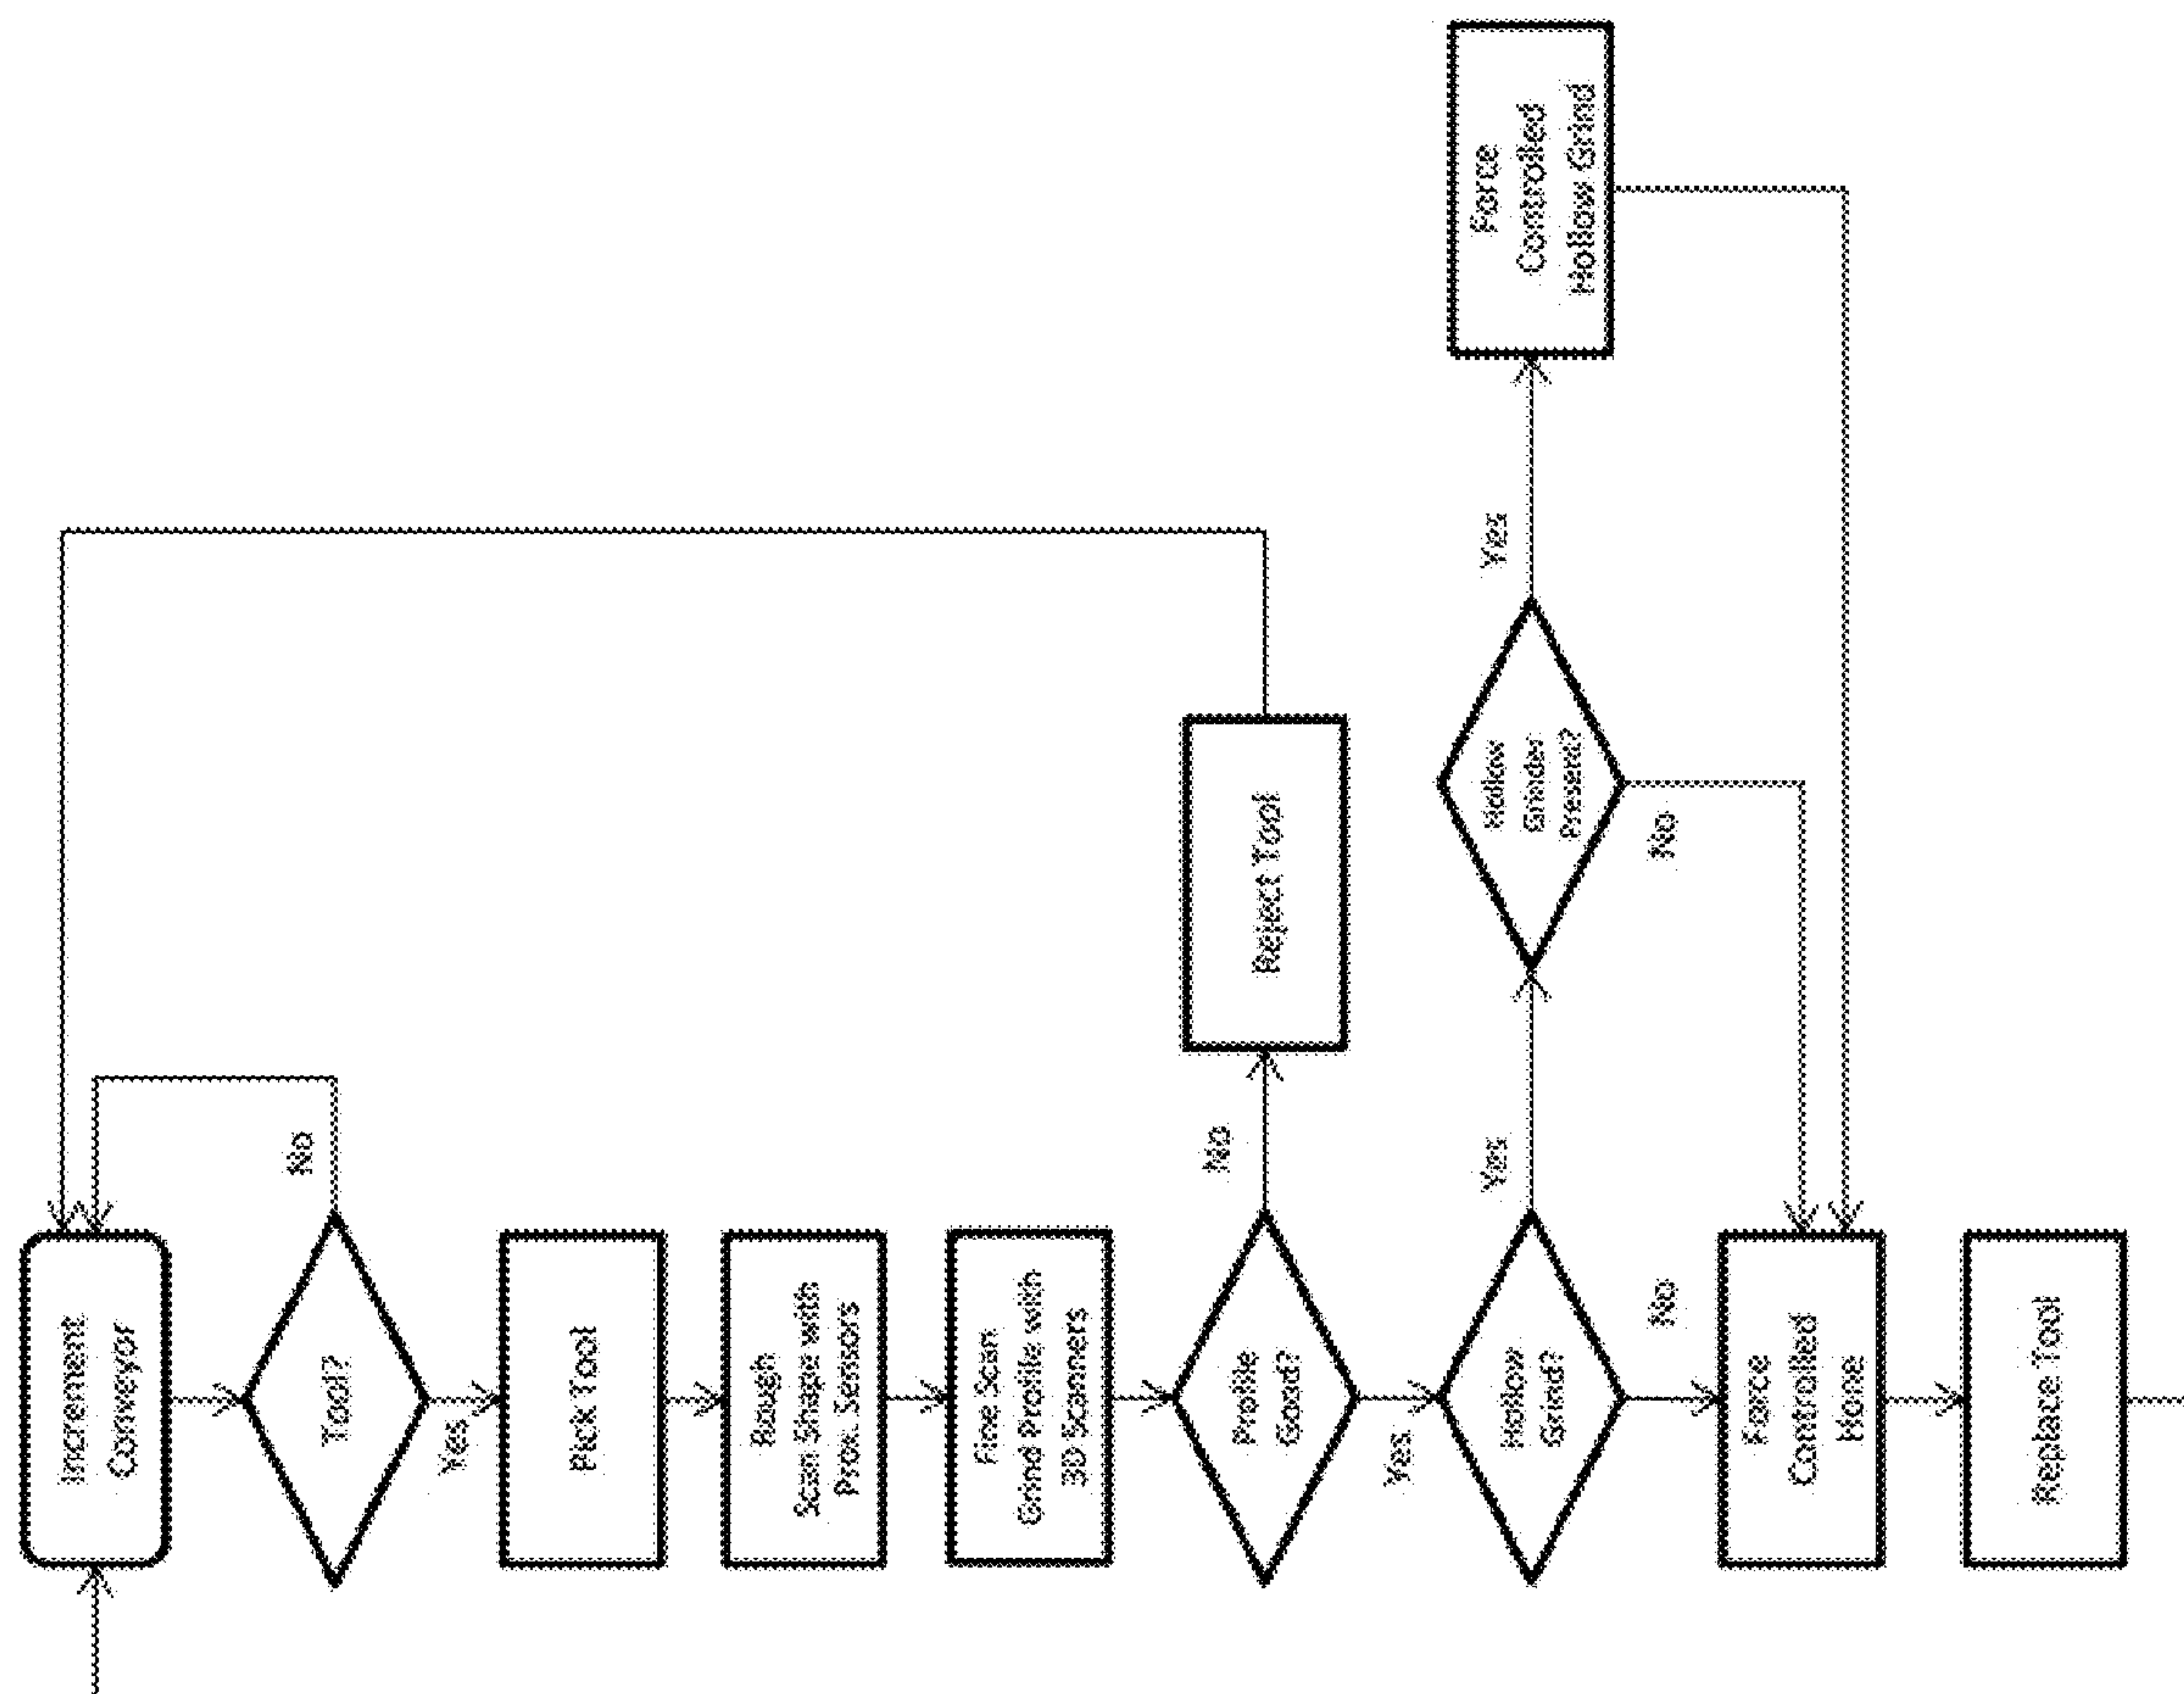 Increment
Conveyor
Tool?
No
Yes
Pick Tool
Rough
Scan Shape with
Prox. Sensors
Fine Scan
Grind Profile with
3D Scanners
Profile
Good?
No
Reject Tool
Yes
Hollow
Grind?
Yes
Hollow
Grinder
Present?
Yes
Force
Controlled
Hollow Grind
No
No
Force
Controlled
Hone
Replace Tool